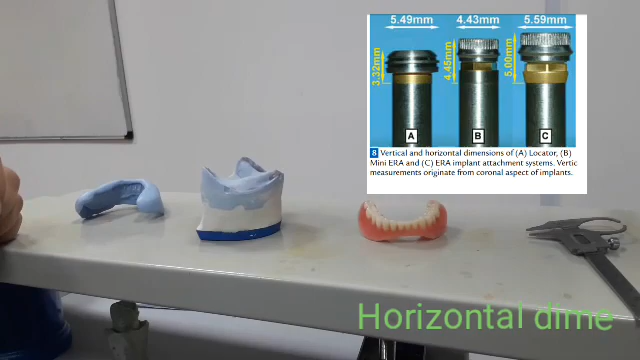 5.49mm 4.43mm 5.59mm
3.32mm 4.45mm 5.00mm
A B C
8 Vertical and horizontal dimensions of (A) Locator, (B)
Mini ERA and (C) ERA implant attachment systems. Vertic
measurements originate from coronal aspect of implants.
Horizontal dime